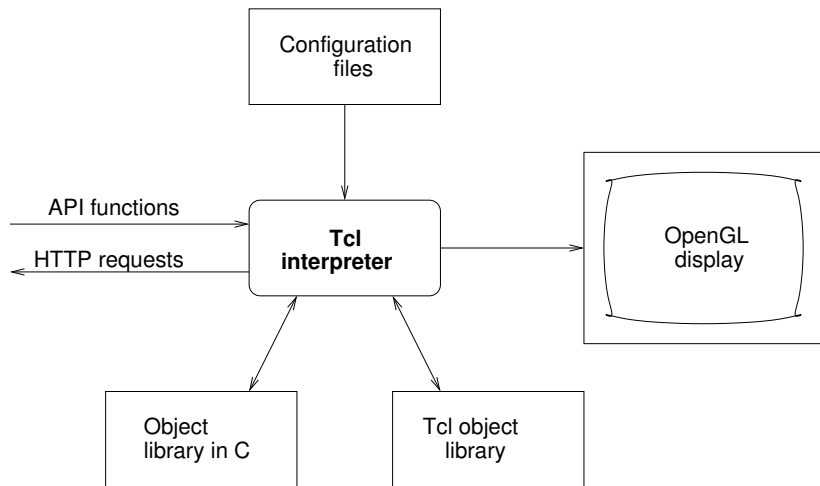 Configuration
files
API functions
HTTP requests
Tcl
interpreter
OpenGL
display
Object
library in C
Tcl object
library